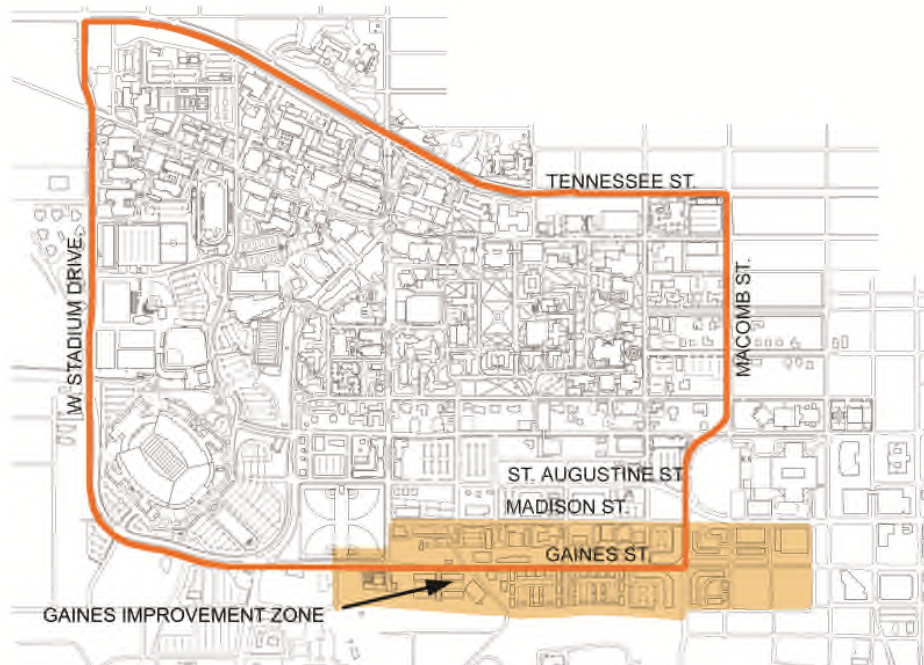 TENNESSEE ST.
W. STADIUM DRIVE
MACOMB ST.
ST. AUGUSTINE ST.
MADISON ST.
GAINES ST.
GAINES IMPROVEMENT ZONE